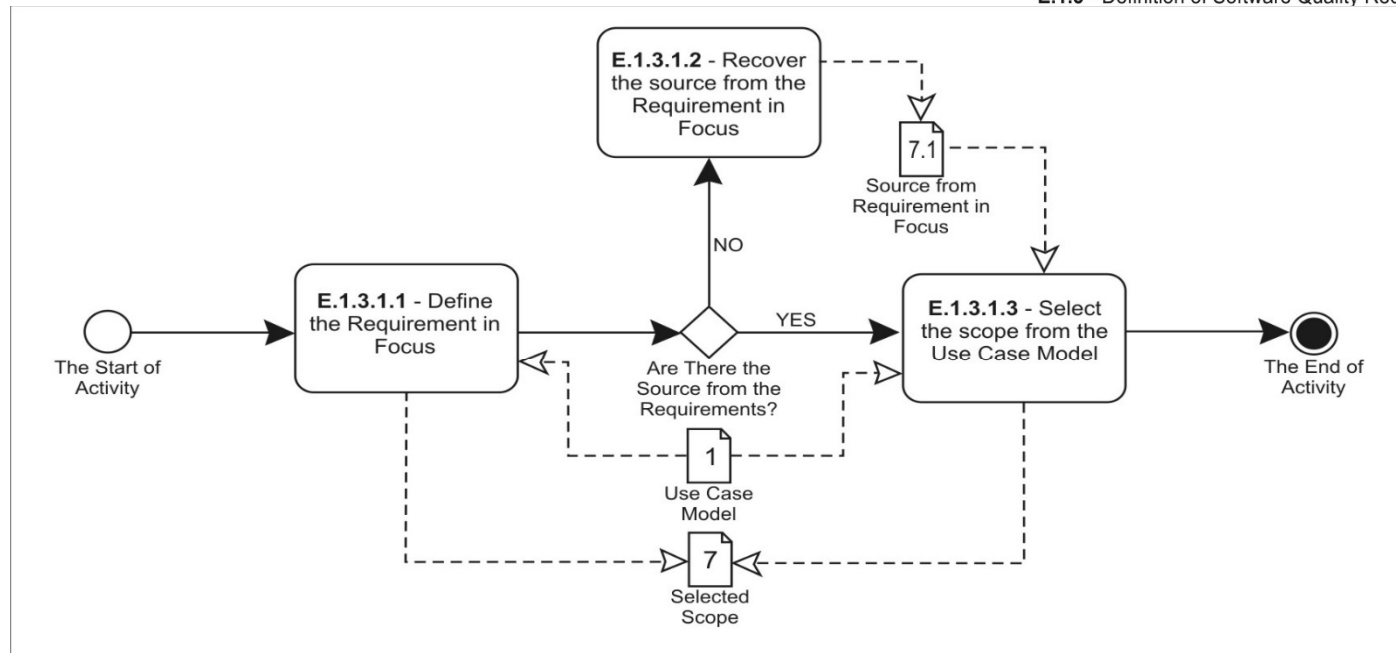 E.1.3.1.2 - Recover
the source from the
Requirement in
Focus
7.1
Source from
Requirement in
Focus
NO
E.1.3.1.1 - Define
the Requirement in
Focus
YES
E.1.3.1.3 - Select
the scope from the
Use Case Model
The Start of
Activity
Are There the
Source from the
Requirements?
The End of
Activity
1
Use Case
Model
7
Selected
Scope